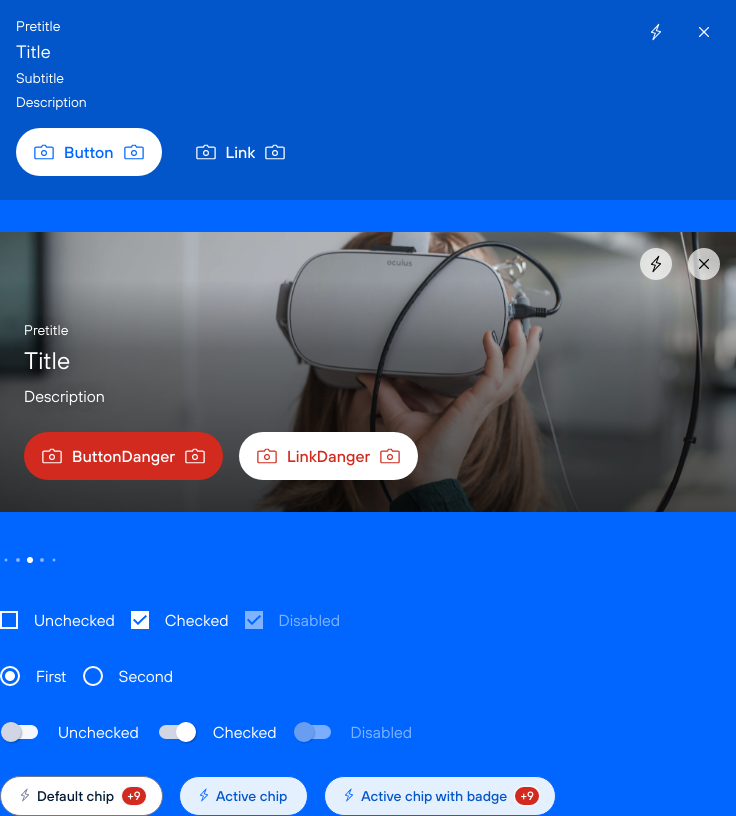 Pretitle
Title
Subtitle
Description
Button Link
oculus
Pretitle
Title
Description
ButtonDanger LinkDanger
Unchecked Checked Disabled
First Second
Unchecked Checked Disabled
Default chip +9 Active chip Active chip with badge +9